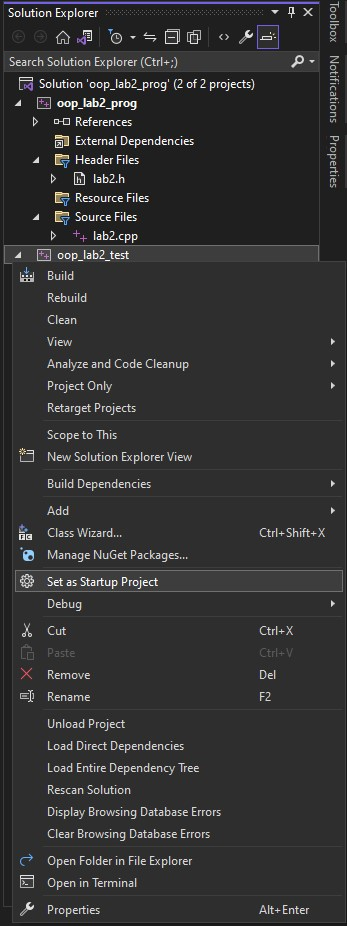 Solution Explorer
Search Solution Explorer (Ctrl+;)
Solution 'oop_lab2_prog' (2 of 2 projects)
oop_lab2_prog
References
External Dependencies
Header Files
lab2.h
Resource Files
Source Files
lab2.cpp
oop_lab2_test
Build
Rebuild
Clean
View
Analyze and Code Cleanup
Project Only
Retarget Projects
Scope to This
New Solution Explorer View
Build Dependencies
Add
Class Wizard... Ctrl+Shift+X
Manage NuGet Packages...
Set as Startup Project
Debug
Cut Ctrl+X
Paste Ctrl+V
Remove Del
Rename F2
Unload Project
Load Direct Dependencies
Load Entire Dependency Tree
Rescan Solution
Display Browsing Database Errors
Clear Browsing Database Errors
Open Folder in File Explorer
Open in Terminal
Properties Alt+Enter
Toolbox
Notifications
Properties